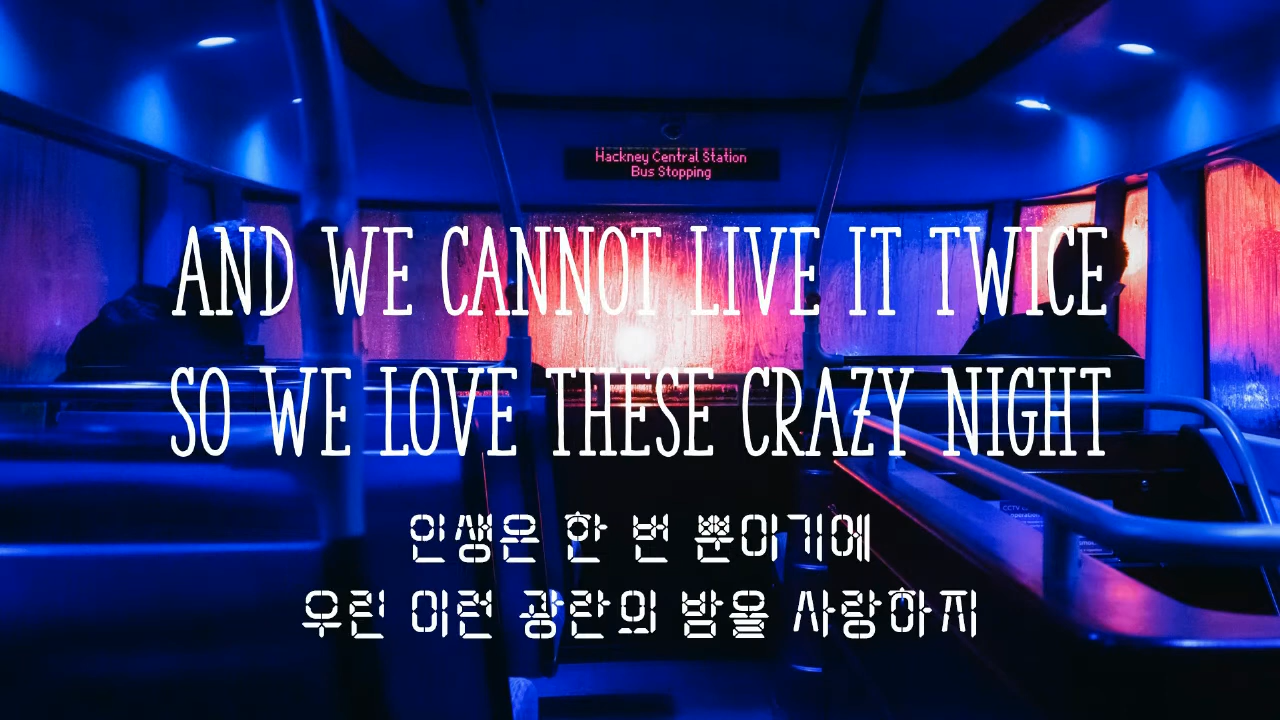 Hackney Central Station
Bus Stopping
AND WE CANNOT LIVE IT TWICE
SO WE LOVE THESE CRAZY NIGHT
인생은 한 번 뿐이기에
우린 이런 광란의 밤을 사랑하지
CCTV